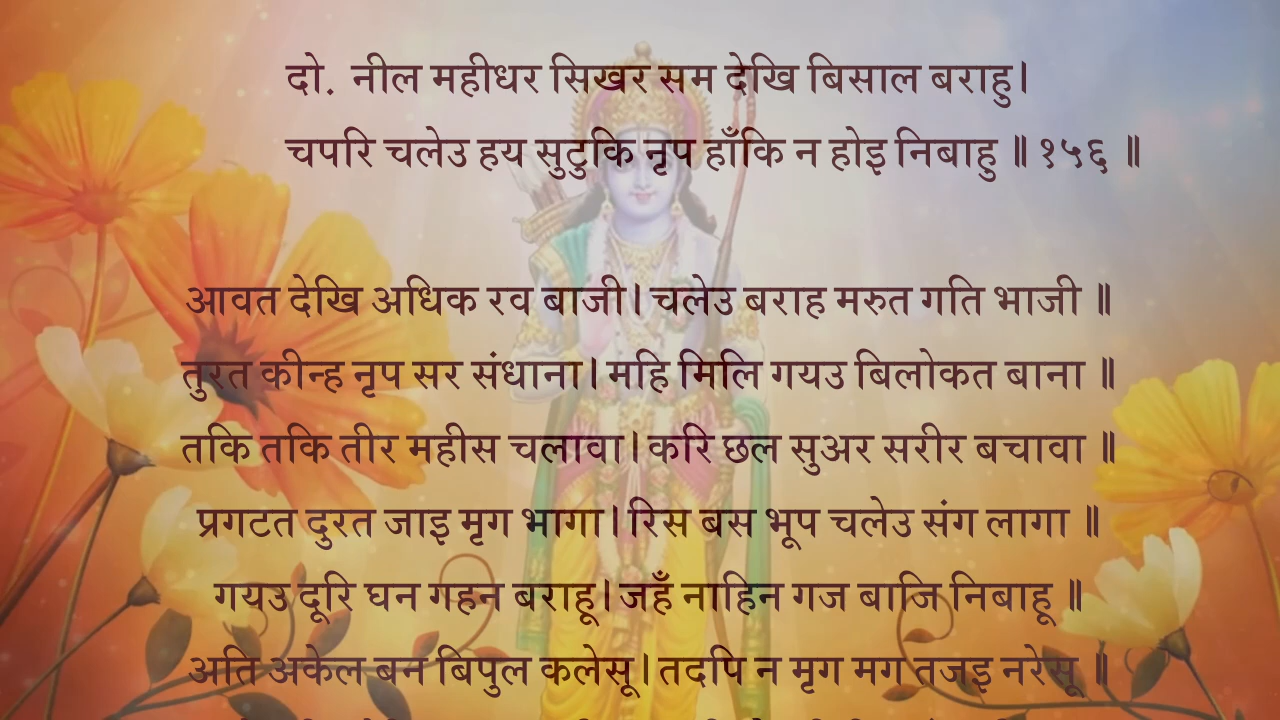 दो. नील महीधर सिखर सम देखि बिसाल बराहु।
चपरि चलेउ हय सुटुकि नृप हाँकि न होइ निबाहु ॥ १५६ ॥
आवत देखि अधिक रव बाजी। चलेउ बराह मरुत गति भाजी ॥
तुरत कीन्ह नृप सर संधाना। महि मिलि गयउ बिलोकत बाना ॥
तकि तकि तीर महीस चलावा। करि छल सुअर सरीर बचावा ॥
प्रगटत दुरत जाइ मृग भागा। रिस बस भूप चलेउ संग लागा ॥
गयउ दूरि घन गहन बराहू। जहँ नाहिन गज बाजि निबाहू ॥
अति अकेल बन बिपुल कलेसू। तदपि न मृग मग तजइ नरेसू ॥